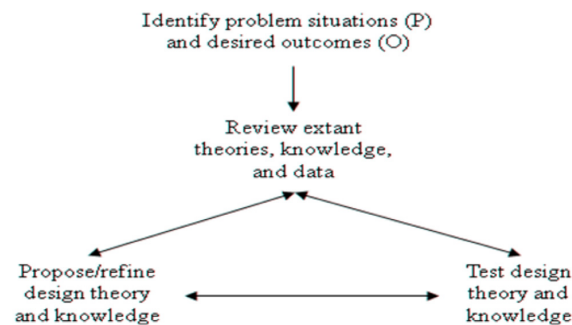 Identify problem situations (P)
and desired outcomes (O)
Review extant
theories, knowledge,
and data
Propose/refine
design theory
and knowledge
Test design
theory and
knowledge